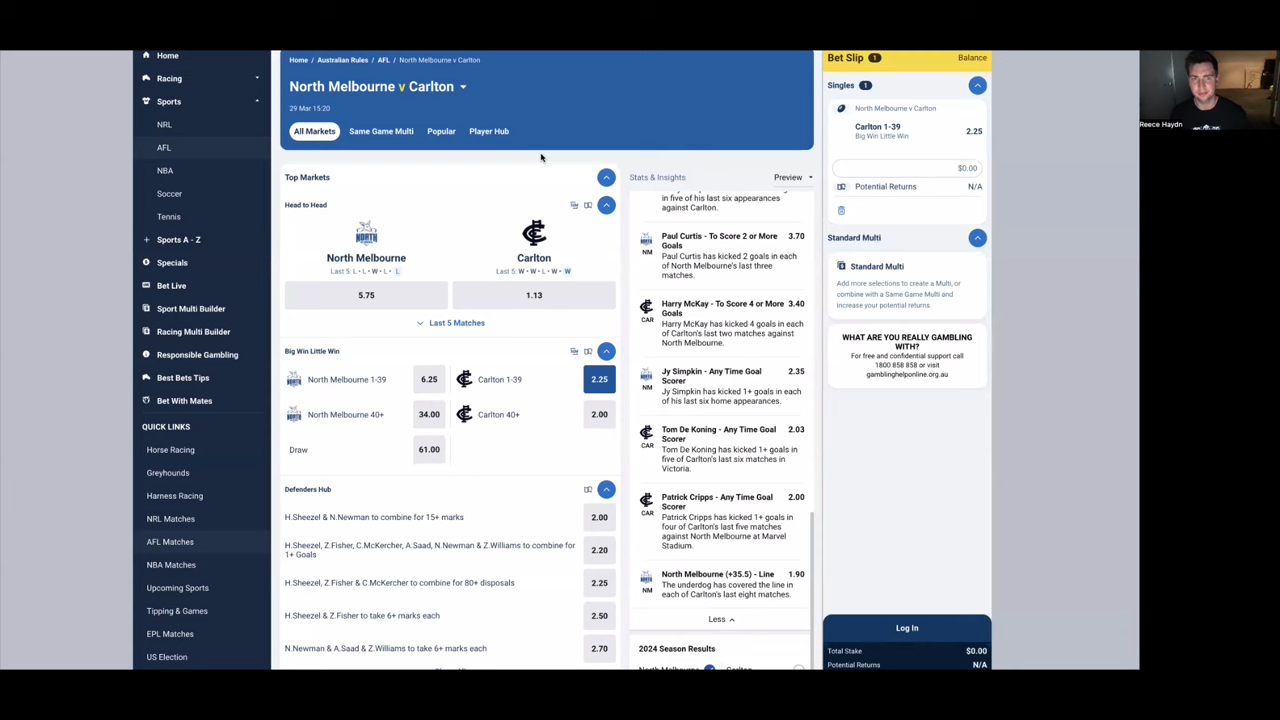 Home
Racing
Sports
NRL
AFL
NBA
Soccer
Tennis
Sports A - Z
Specials
Bet Live
Sport Multi Builder
Racing Multi Builder
Responsible Gambling
Best Bets Tips
Bet With Mates
QUICK LINKS
Horse Racing
Greyhounds
Harness Racing
NRL Matches
AFL Matches
NBA Matches
Upcoming Sports
Tipping & Games
EPL Matches
US Election
Home / Australian Rules / AFL / North Melbourne v Carlton
North Melbourne v Carlton
29 Mar 15:20
All Markets Same Game Multi Popular Player Hub
Top Markets
Head to Head
North Melbourne Carlton
Last 5: L • L • W • L • L Last 5: W • W • L • W • W
5.75 1.13
Last 5 Matches
Big Win Little Win
North Melbourne 1-39 6.25 Carlton 1-39 2.25
North Melbourne 40+ 34.00 Carlton 40+ 2.00
Draw 61.00
Defenders Hub
H.Sheezel & N.Newman to combine for 15+ marks 2.00
H.Sheezel, Z.Fisher, C.McKercher, A.Saad, N.Newman & Z.Williams to combine for
1+ Goals 2.20
H.Sheezel, Z.Fisher & C.McKercher to combine for 80+ disposals 2.25
H.Sheezel & Z.Fisher to take 6+ marks each 2.50
N.Newman & A.Saad & Z.Williams to take 6+ marks each 2.70
Stats & Insights Preview
in five of his last six appearances
against Carlton.
NM
Paul Curtis - To Score 2 or More 3.70
Goals
Paul Curtis has kicked 2 goals in each
of North Melbourne's last three
matches.
CAR
Harry McKay - To Score 4 or More 3.40
Goals
Harry McKay has kicked 4 goals in each
of Carlton's last two matches against
North Melbourne.
NM
Jy Simpkin - Any Time Goal 2.35
Scorer
Jy Simpkin has kicked 1+ goals in each
of his last six home appearances.
CAR
Tom De Koning - Any Time Goal 2.03
Scorer
Tom De Koning has kicked 1+ goals in
five of Carlton's last six matches in
Victoria.
CAR
Patrick Cripps - Any Time Goal 2.00
Scorer
Patrick Cripps has kicked 1+ goals in
four of Carlton's last five matches
against North Melbourne at Marvel
Stadium.
NM
North Melbourne (+35.5) - Line 1.90
The underdog has covered the line in
each of Carlton's last eight matches.
Less
2024 Season Results
North Melbourne Carlton
Bet Slip 1 Balance
Singles 1
North Melbourne v Carlton
Carlton 1-39 2.25
Big Win Little Win
$0.00
Potential Returns N/A
Standard Multi
Standard Multi
Add more selections to create a Multi, or
combine with a Same Game Multi and
increase your potential returns.
WHAT ARE YOU REALLY GAMBLING
WITH?
For free and confidential support call
1800 858 858 or visit
gamblinghelponline.org.au
Log In
Total Stake $0.00
Potential Returns N/A
Reece Haydn